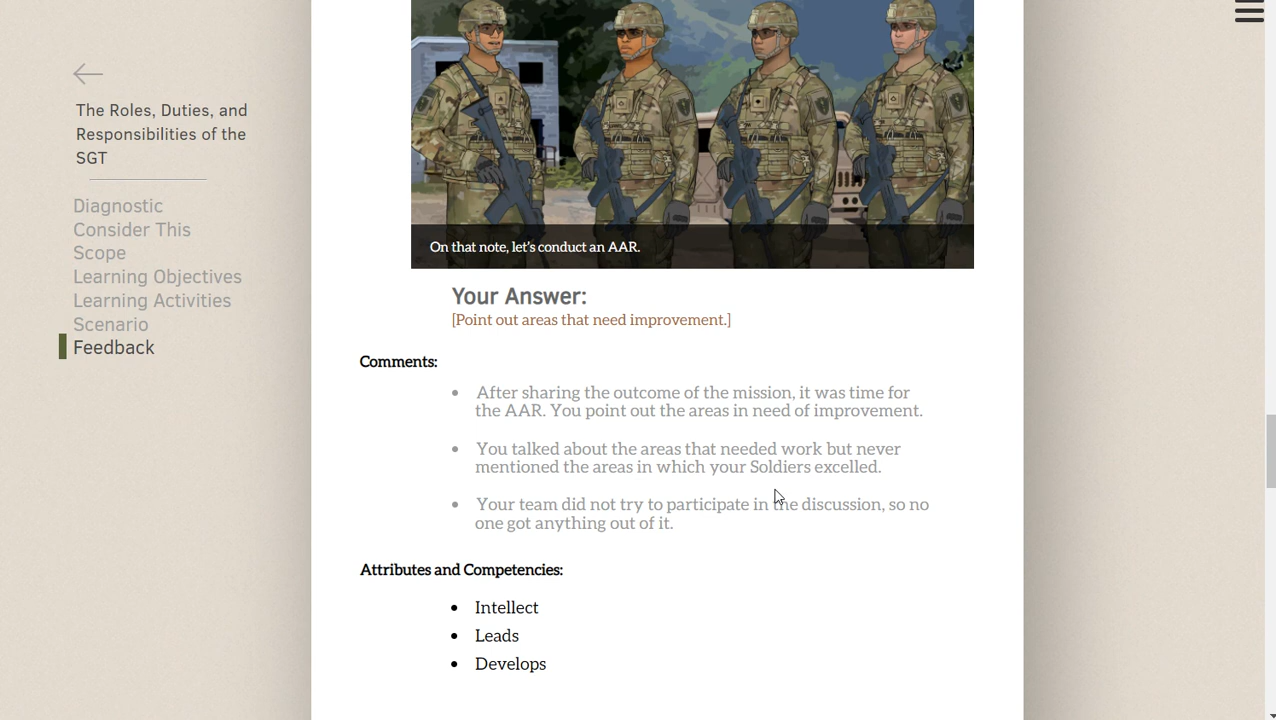 The Roles, Duties, and
Responsibilities of the
SGT
Diagnostic
Consider This
Scope
Learning Objectives
Learning Activities
Scenario
Feedback
On that note, let's conduct an AAR.
Your Answer:
[Point out areas that need improvement.]
Comments:
• After sharing the outcome of the mission, it was time for
the AAR. You point out the areas in need of improvement.
• You talked about the areas that needed work but never
mentioned the areas in which your Soldiers excelled.
• Your team did not try to participate in the discussion, so no
one got anything out of it.
Attributes and Competencies:
• Intellect
• Leads
• Develops